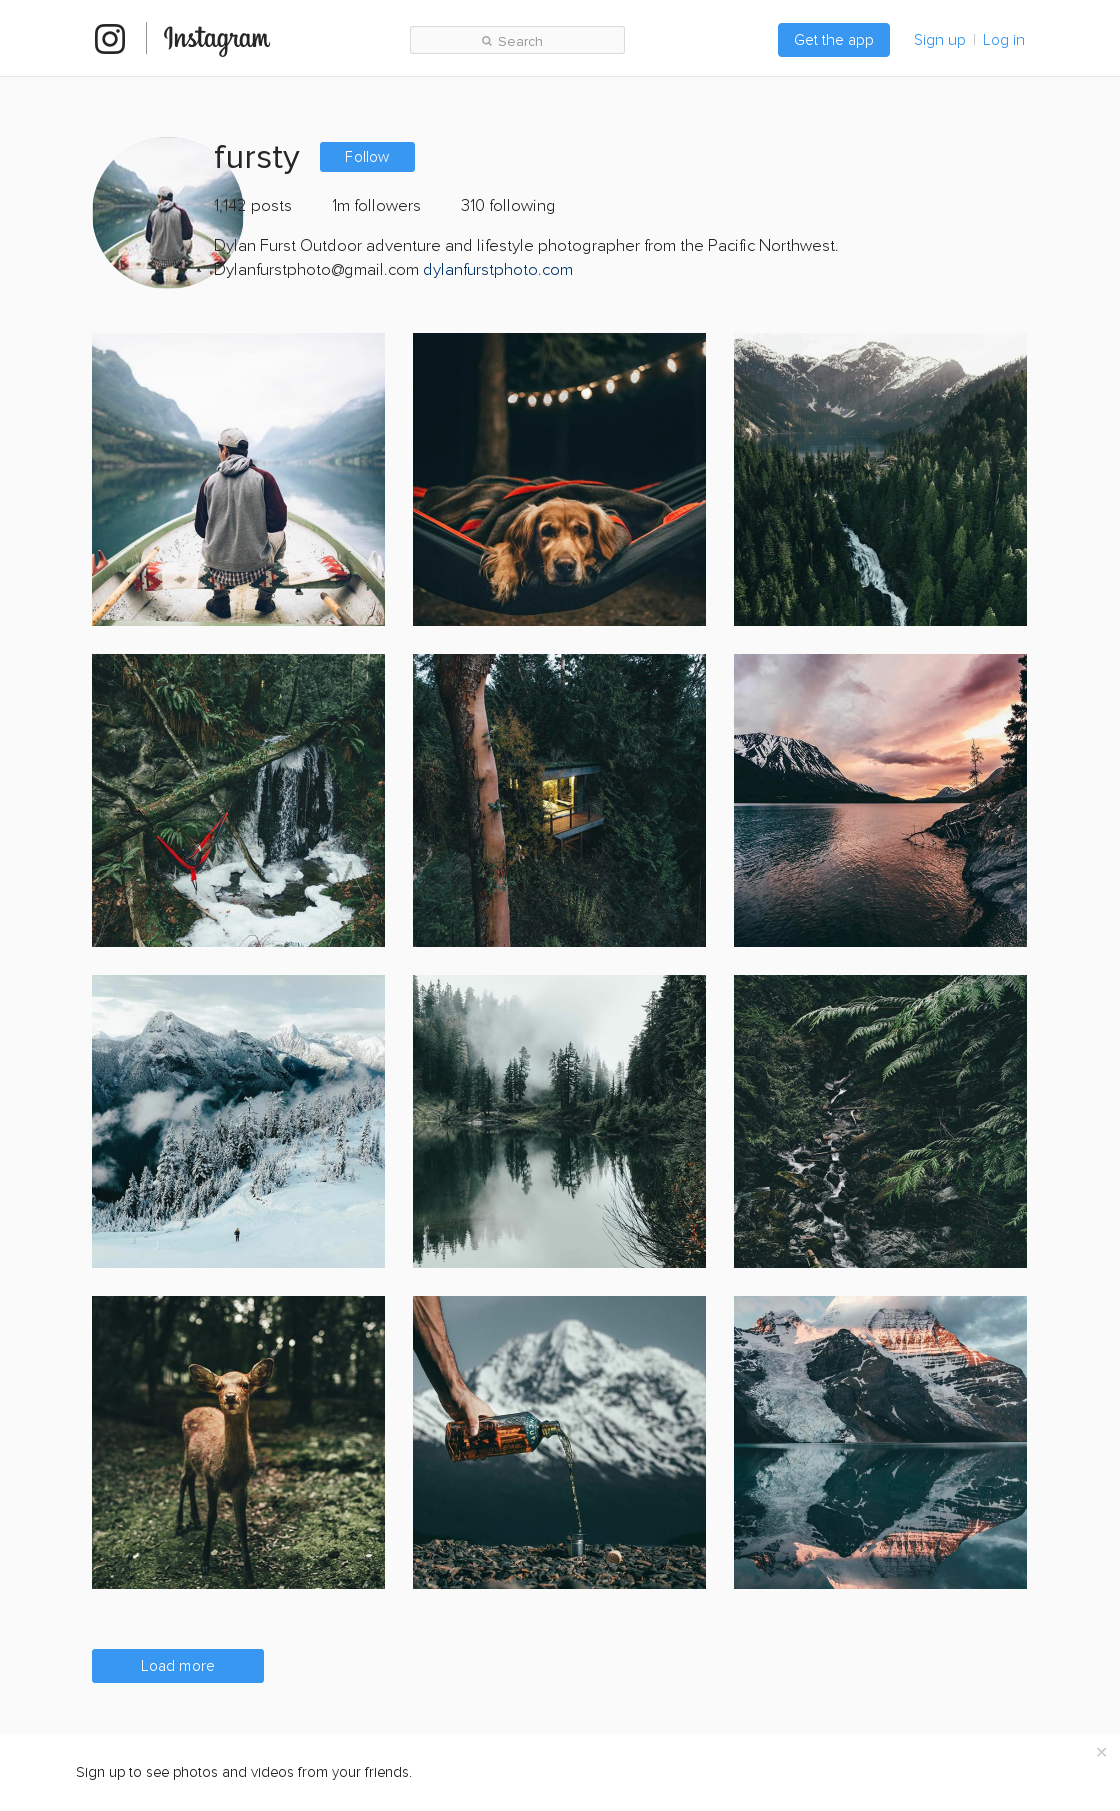 Instagram
Search
Get the app
Sign up | Log in
fursty
Follow
1,142 posts 1m followers 310 following
Dylan Furst Outdoor adventure and lifestyle photographer from the Pacific Northwest.
Dylanfurstphoto@gmail.com dylanfurstphoto.com
Load more
Sign up to see photos and videos from your friends.